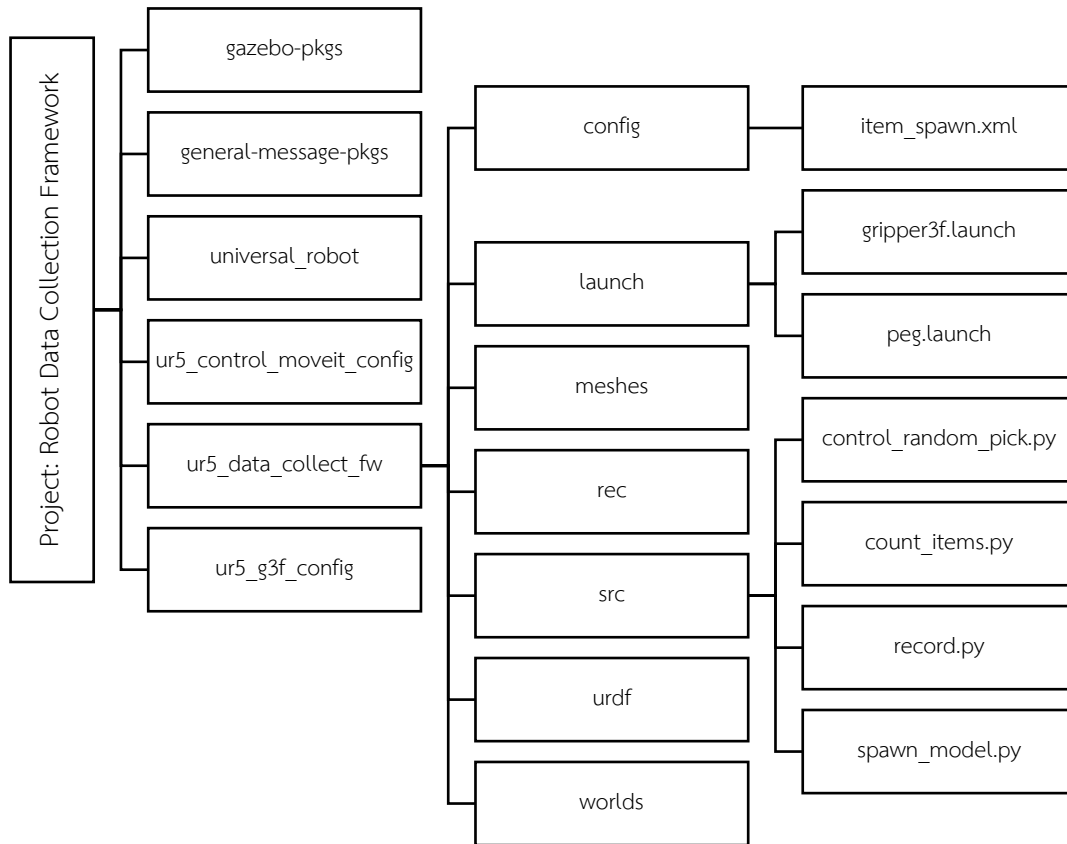 Project: Robot Data Collection Framework
gazebo-pkgs
general-message-pkgs
universal_robot
ur5_control_moveit_config
ur5_data_collect_fw
ur5_g3f_config
config
launch
meshes
rec
src
urdf
worlds
item_spawn.xml
gripper3f.launch
peg.launch
control_random_pick.py
count_items.py
record.py
spawn_model.py